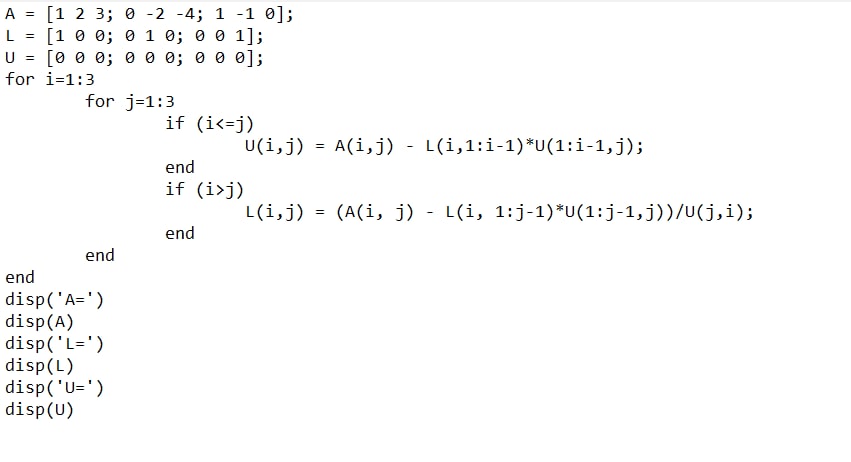 A = [1 2 3; 0 -2 -4; 1 -1 0];
L = [1 0 0; 0 1 0; 0 0 1];
U = [0 0 0; 0 0 0; 0 0 0];
for i=1:3
        for j=1:3
                if (i<=j)
                        U(i,j) = A(i,j) - L(i,1:i-1)*U(1:i-1,j);
                end
                if (i>j)
                        L(i,j) = (A(i, j) - L(i, 1:j-1)*U(1:j-1,j))/U(j,i);
                end
        end
end
disp('A=')
disp(A)
disp('L=')
disp(L)
disp('U=')
disp(U)